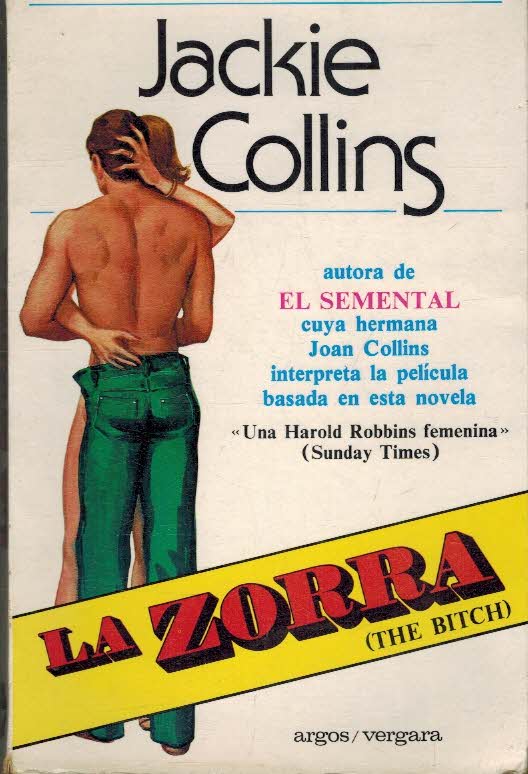 Jackie
Collins
autora de
EL SEMENTAL
cuya hermana
Joan Collins
interpreta la película
basada en esta novela
«Una Harold Robbins femenina»
(Sunday Times)
LA ZORRA
(THE BITCH)
argos/vergara